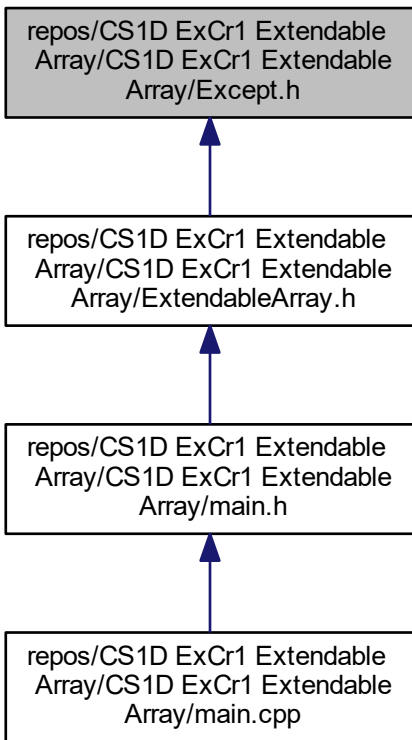 repos/CS1D ExCr1 Extendable
Array/CS1D ExCr1 Extendable
Array/Except.h
repos/CS1D ExCr1 Extendable
Array/CS1D ExCr1 Extendable
Array/ExtendableArray.h
repos/CS1D ExCr1 Extendable
Array/CS1D ExCr1 Extendable
Array/main.h
repos/CS1D ExCr1 Extendable
Array/CS1D ExCr1 Extendable
Array/main.cpp